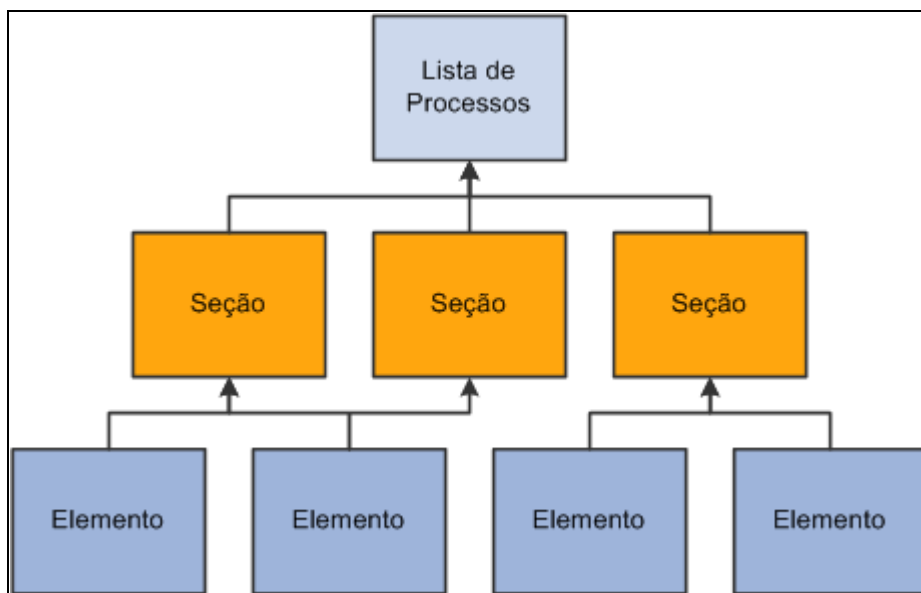 Lista de
Processos
Seção
Seção
Seção
Elemento
Elemento
Elemento
Elemento